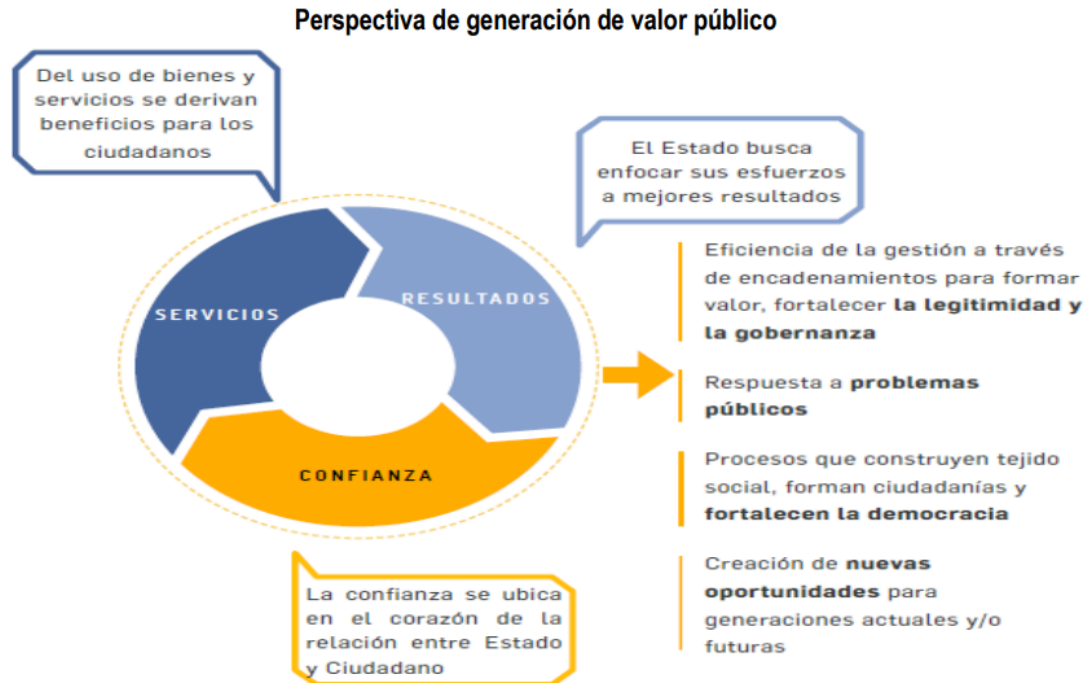 Perspectiva de generación de valor público
Del uso de bienes y
servicios se derivan
beneficios para los
ciudadanos
El Estado busca
enfocar sus esfuerzos
a mejores resultados
SERVICIOS
RESULTADOS
CONFIANZA
Eficiencia de la gestión a través
de encadenamientos para formar
valor, fortalecer la legitimidad y
la gobernanza
Respuesta a problemas
públicos
Procesos que construyen tejido
social, forman ciudadanías y
fortalecen la democracia
Creación de nuevas
oportunidades para
generaciones actuales y/o
futuras
La confianza se ubica
en el corazón de la
relación entre Estado
y Ciudadano